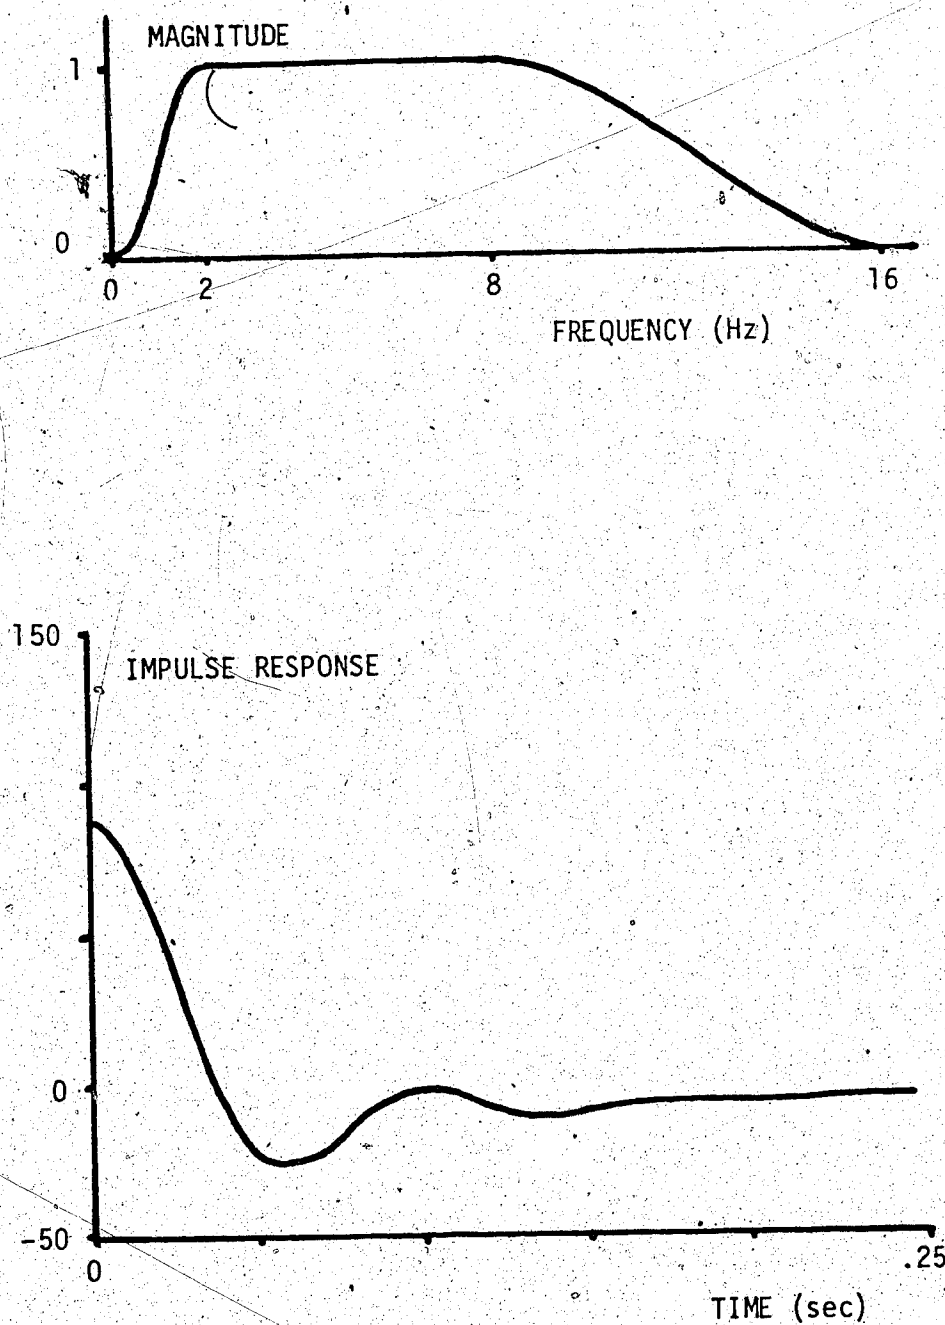 MAGNITUDE
1
0
0 2 8 16
FREQUENCY (Hz)
150
IMPULSE RESPONSE
0
-50
0 .25
TIME (sec)